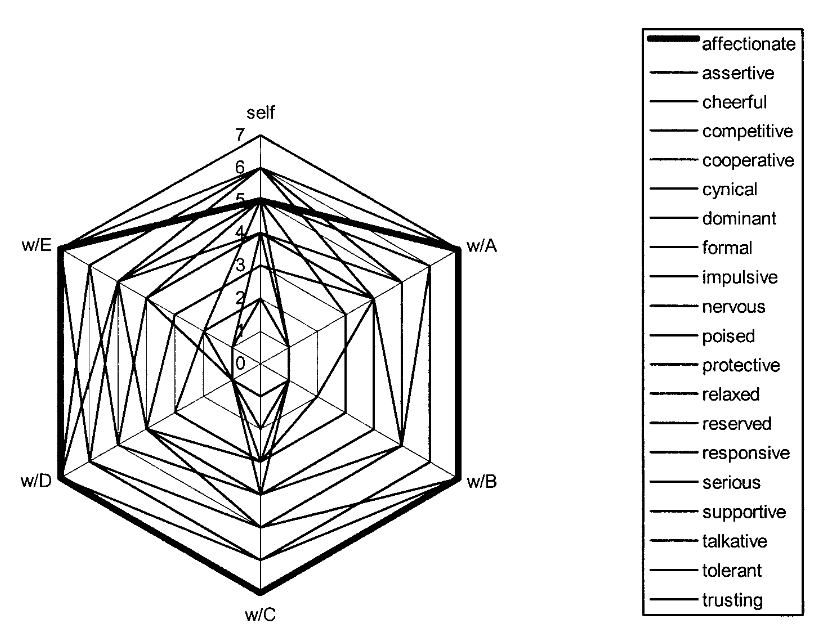 self
7
6
5
4
3
2
1
0
w/E
w/A
w/D
w/B
w/C
affectionate
assertive
cheerful
competitive
cooperative
cynical
dominant
formal
impulsive
nervous
poised
protective
relaxed
reserved
responsive
serious
supportive
talkative
tolerant
trusting